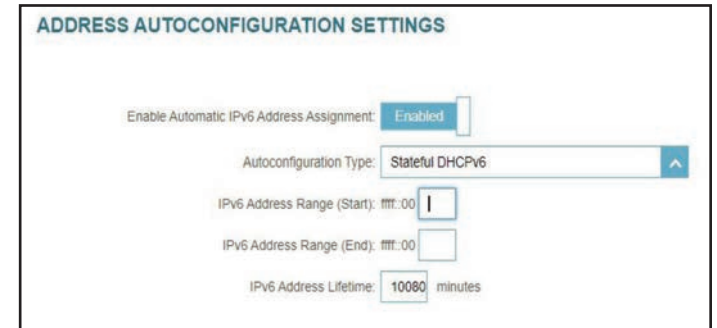 ADDRESS AUTOCONFIGURATION SETTINGS
Enable Automatic IPv6 Address Assignment: Enabled
Autoconfiguration Type: Stateful DHCPv6
IPv6 Address Range (Start): ffff::00
IPv6 Address Range (End): ffff::00
IPv6 Address Lifetime: 10080 minutes